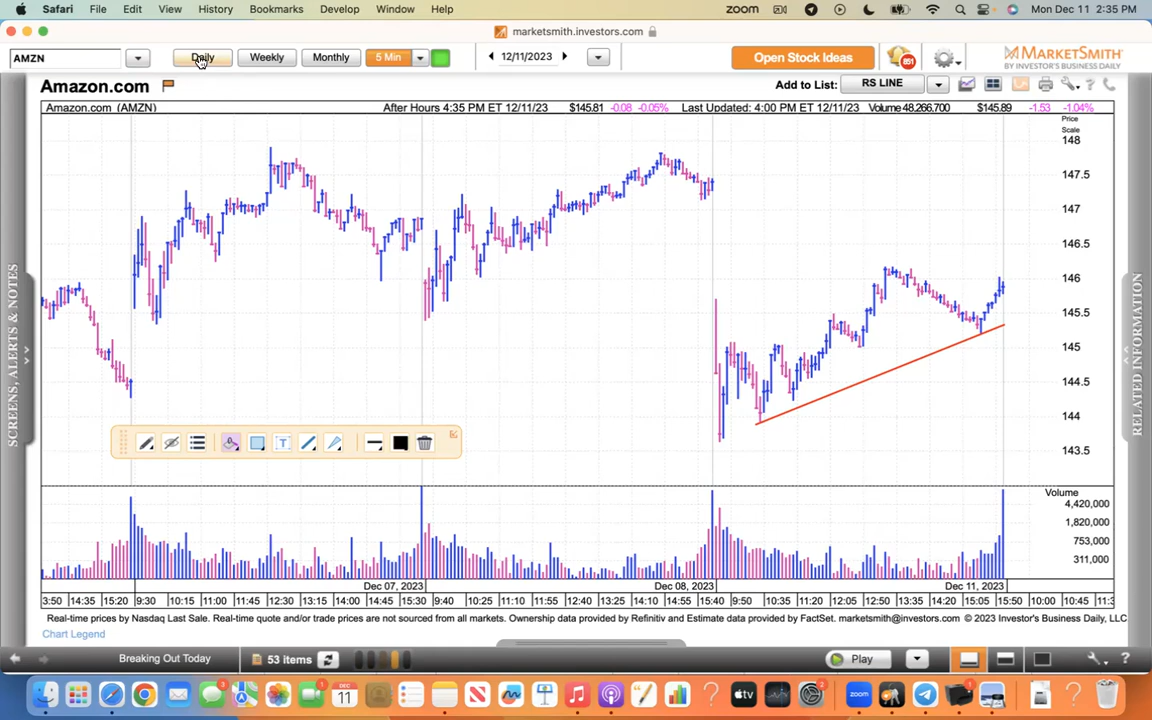 Safari File Edit View History Bookmarks Develop Window Help zoom Mon Dec 11 2:35 PM
marketsmith.investors.com
AMZN Daily Weekly Monthly 5 Min 12/11/2023 Open Stock Ideas 851 MARKETSMITH
BY INVESTOR'S BUSINESS DAILY
Amazon.com Add to List: RS LINE
Amazon.com (AMZN) After Hours 4:35 PM ET 12/11/23 $145.81 -0.08 -0.05% Last Updated: 4:00 PM ET 12/11/23 Volume 48,266,700 $145.89 -1.53 -1.04%
Price
Scale
148
147.5
147
146.5
146
145.5
145
144.5
144
143.5
SCREENS, ALERTS & NOTES
RELATED INFORMATION
T
Volume
4,420,000
1,820,000
753,000
311,000
Dec 07, 2023 Dec 08, 2023 Dec 11, 2023
3:50 14:35 15:20 9:30 10:15 11:00 11:45 12:30 13:15 14:00 14:45 15:30 9:40 10:25 11:10 11:55 12:40 13:25 14:10 14:55 15:40 9:50 10:35 11:20 12:05 12:50 13:35 14:20 15:05 15:50 10:00 10:45 11:3
Real-time prices by Nasdaq Last Sale. Real-time quote and/or trade prices are not sourced from all markets. Ownership data provided by Refinitiv and Estimate data provided by FactSet. marketsmith@investors.com © 2023 Investor's Business Daily, LLC
Chart Legend
Breaking Out Today 53 items Play ?
DEC
11 tv zoom